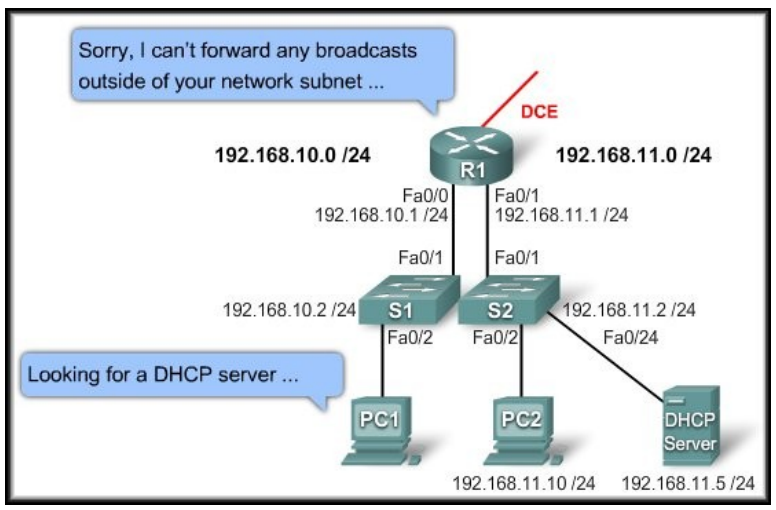 Sorry, I can't forward any broadcasts
outside of your network subnet ...
DCE
192.168.10.0 /24
192.168.11.0 /24
R1
Fa0/0
Fa0/1
192.168.10.1 /24
192.168.11.1 /24
Fa0/1
Fa0/1
192.168.10.2 /24
S1
S2
192.168.11.2 /24
Fa0/2
Fa0/2
Fa0/24
Looking for a DHCP server ...
PC1
PC2
DHCP
Server
192.168.11.10 /24
192.168.11.5 /24